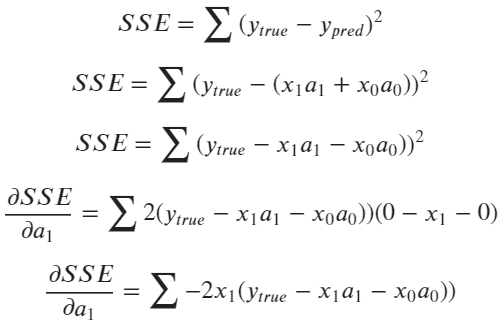 SSE = ∑ (y_true − y_pred)²
SSE = ∑ (y_true − (x₁a₁ + x₀a₀))²
SSE = ∑ (y_true − x₁a₁ − x₀a₀))²
∂SSE/∂a₁ = ∑ 2(y_true − x₁a₁ − x₀a₀))(0 − x₁ − 0)
∂SSE/∂a₁ = ∑ −2x₁(y_true − x₁a₁ − x₀a₀))